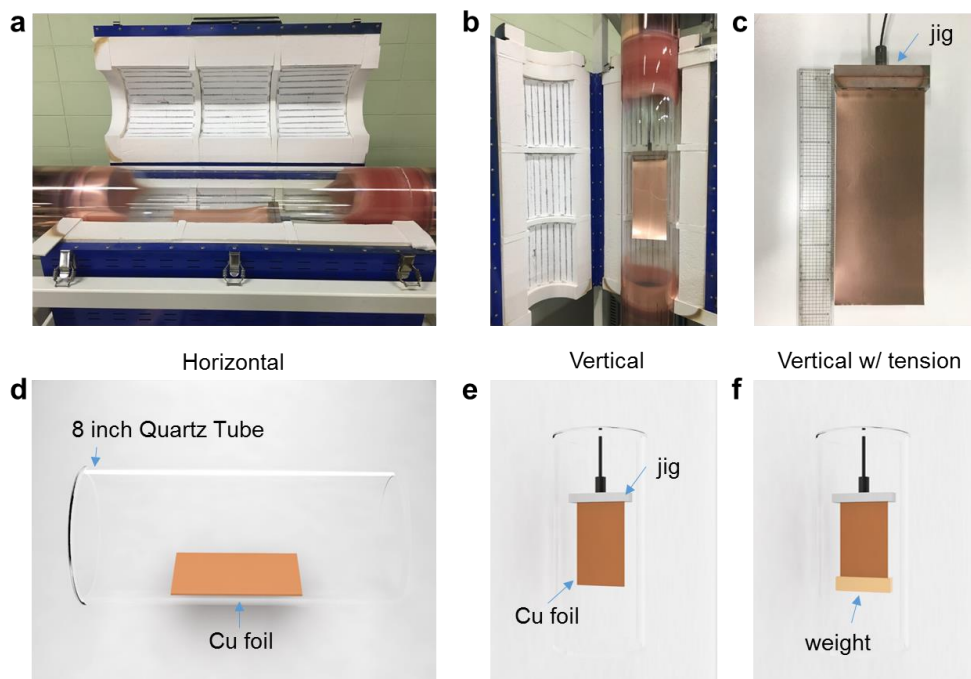 a
b
c
jig
Horizontal
Vertical
Vertical w/ tension
d
e
f
8 inch Quartz Tube
Cu foil
jig
Cu foil
weight